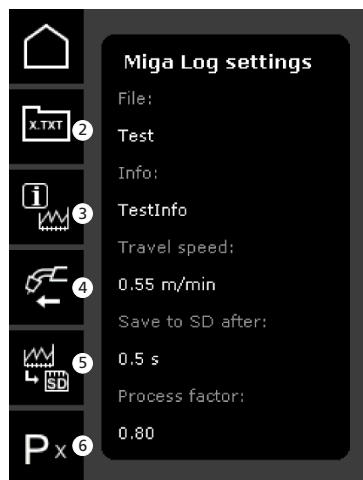 Miga Log settings
File:
X.TXT
2
Test
Info:
i
3
TestInfo
Travel speed:
4
0.55 m/min
Save to SD after:
5
SD
0.5 s
Process factor:
Px
6
0.80